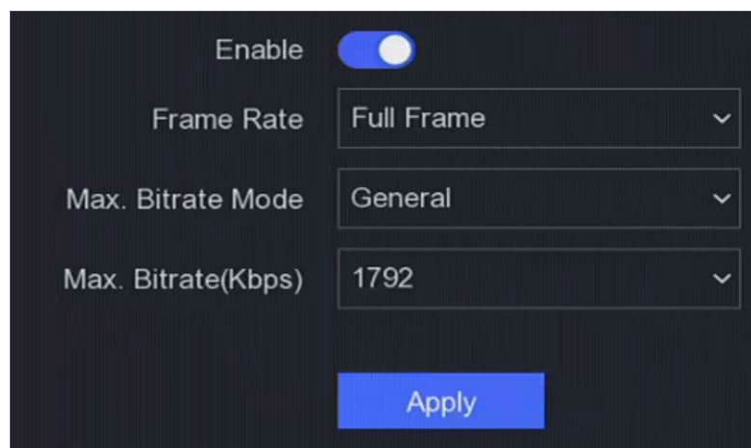 Enable
Frame Rate Full Frame
Max. Bitrate Mode General
Max. Bitrate(Kbps) 1792
Apply